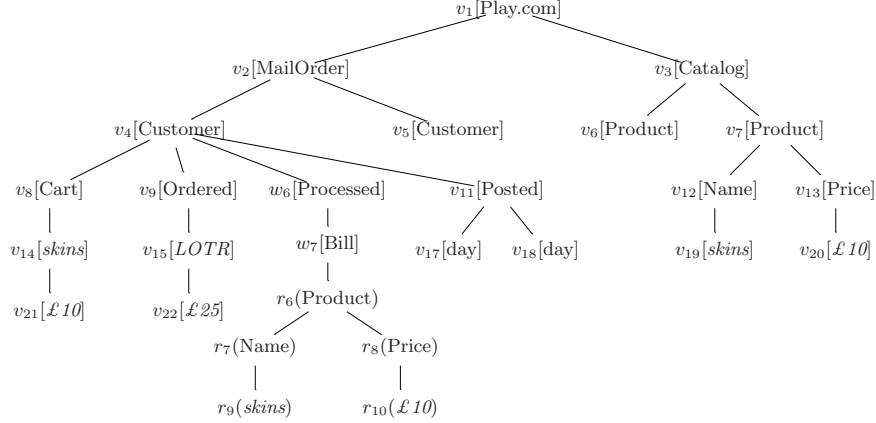 v₁[Play.com]
v₂[MailOrder] v₃[Catalog]
v₄[Customer] v₅[Customer] v₆[Product] v₇[Product]
v₈[Cart] v₉[Ordered] w₆[Processed] v₁₁[Posted] v₁₂[Name] v₁₃[Price]
v₁₄[skins] v₁₅[LOTR] w₇[Bill] v₁₇[day] v₁₈[day] v₁₉[skins] v₂₀[£10]
v₂₁[£10] v₂₂[£25] r₆(Product)
r₇(Name) r₈(Price)
r₉(skins) r₁₀(£10)